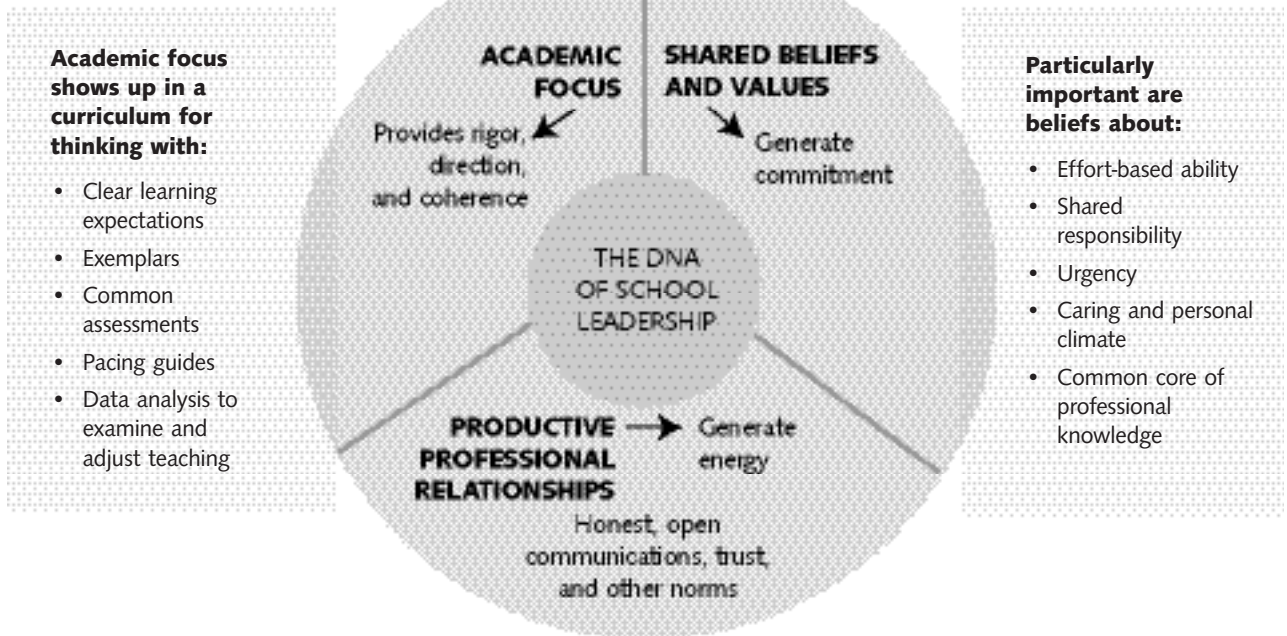 Academic focus
shows up in a
curriculum for
thinking with:
• Clear learning
expectations
• Exemplars
• Common
assessments
• Pacing guides
• Data analysis to
examine and
adjust teaching
ACADEMIC
FOCUS
Provides rigor,
direction,
and coherence
SHARED BELIEFS
AND VALUES
Generate
commitment
THE DNA
OF SCHOOL
LEADERSHIP
PRODUCTIVE
PROFESSIONAL
RELATIONSHIPS
Generate
energy
Honest, open
communications, trust,
and other norms
Particularly
important are
beliefs about:
• Effort-based ability
• Shared
responsibility
• Urgency
• Caring and personal
climate
• Common core of
professional
knowledge